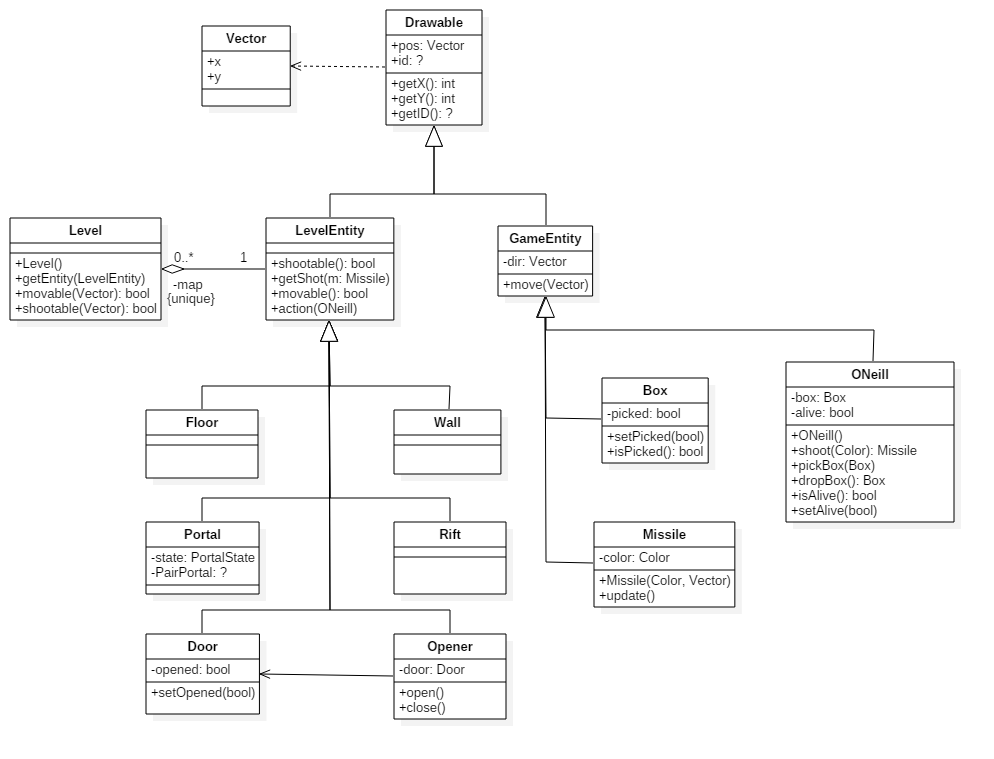 Drawable
+pos: Vector
+id: ?
+getX(): int
+getY(): int
+getID(): ?
Vector
+x
+y
Level
+Level()
+getEntity(LevelEntity)
+movable(Vector): bool
+shootable(Vector): bool
0..*
1
-map
{unique}
LevelEntity
+shootable(): bool
+getShot(m: Missile)
+movable(): bool
+action(ONeill)
GameEntity
-dir: Vector
+move(Vector)
Floor
Wall
Box
-picked: bool
+setPicked(bool)
+isPicked(): bool
ONeill
-box: Box
-alive: bool
+ONeill()
+shoot(Color): Missile
+pickBox(Box)
+dropBox(): Box
+isAlive(): bool
+setAlive(bool)
Portal
-state: PortalState
-PairPortal: ?
Rift
Missile
-color: Color
+Missile(Color, Vector)
+update()
Door
-opened: bool
+setOpened(bool)
Opener
-door: Door
+open()
+close()